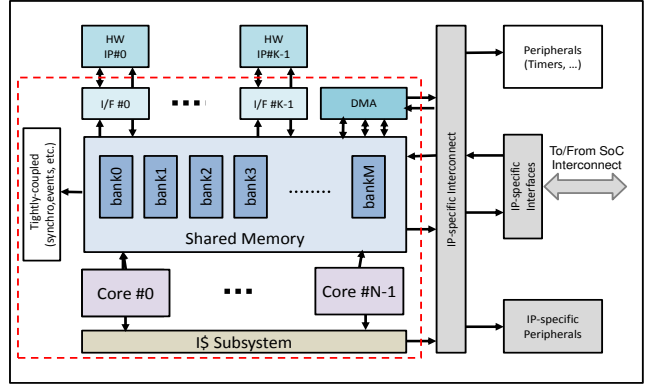 HW
IP#0
HW
IP#K-1
Peripherals
(Timers, ...)
I/F #0
I/F #K-1
DMA
Tightly-coupled
(synchro,events, etc.)
bank0
bank1
bank2
bank3
........
bankM
Shared Memory
IP-specific Interconnect
IP-specific
Interfaces
To/From SoC
Interconnect
Core #0
Core #N-1
I$ Subsystem
IP-specific
Peripherals